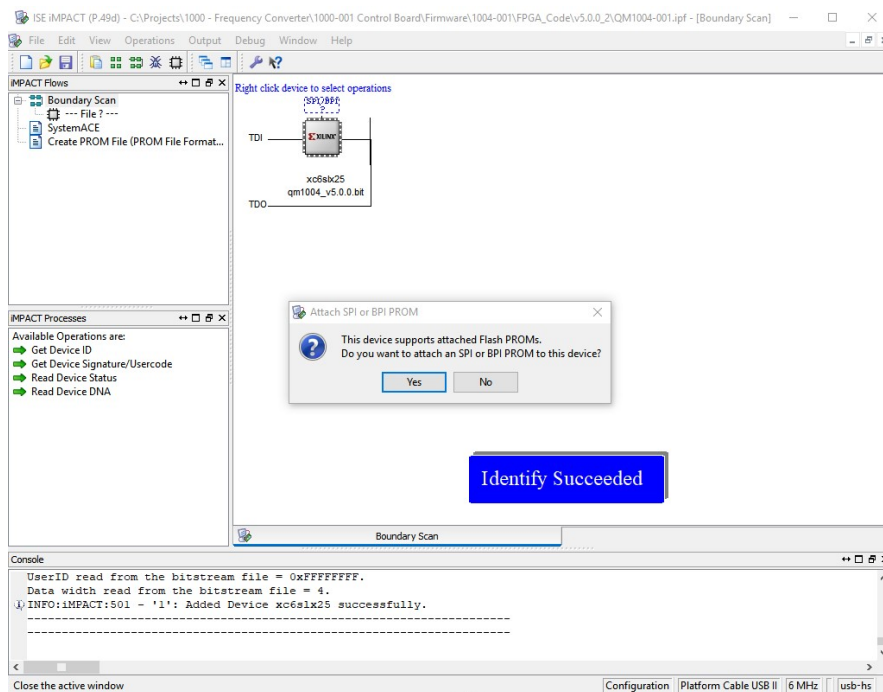 ISE iMPACT (P.49d) - C:\Projects\1000 - Frequency Converter\1000-001 Control Board\Firmware\1004-001\FPGA_Code\v5.0.0_2\QM1004-001.ipf - [Boundary Scan]
File Edit View Operations Output Debug Window Help
iMPACT Flows
Boundary Scan
--- File ? ---
SystemACE
Create PROM File (PROM File Format...
iMPACT Processes
Available Operations are:
Get Device ID
Get Device Signature/Usercode
Read Device Status
Read Device DNA
Right click device to select operations
SPI/BPI
?
TDI
XILINX
xc6slx25
qm1004_v5.0.0.bit
TDO
Attach SPI or BPI PROM
This device supports attached Flash PROMs.
Do you want to attach an SPI or BPI PROM to this device?
Yes No
Identify Succeeded
Boundary Scan
Console
UserID read from the bitstream file = 0xFFFFFFFF.
Data width read from the bitstream file = 4.
INFO:iMPACT:501 - '1': Added Device xc6slx25 successfully.
----------------------------------------------------------------------
----------------------------------------------------------------------
Close the active window
Configuration Platform Cable USB II 6 MHz usb-hs